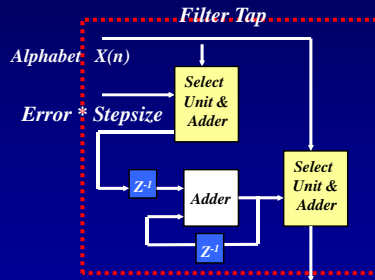 Filter Tap
Alphabet X(n)
Select
Unit &
Adder
Error * Stepsize
Select
Unit &
Adder
Z-1
Adder
Z-1